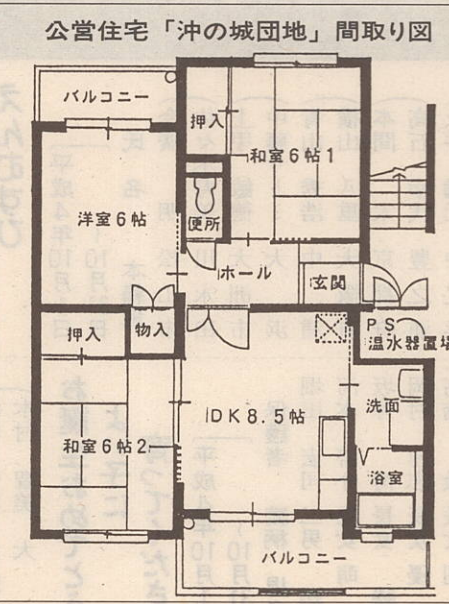 公営住宅「沖の城団地」間取り図
バルコニー
押入
和室6帖1
洋室6帖
便所
ホール
玄関
PS
温水器置場
押入
物入
洗面
DK8.5帖
和室6帖2
浴室
バルコニー